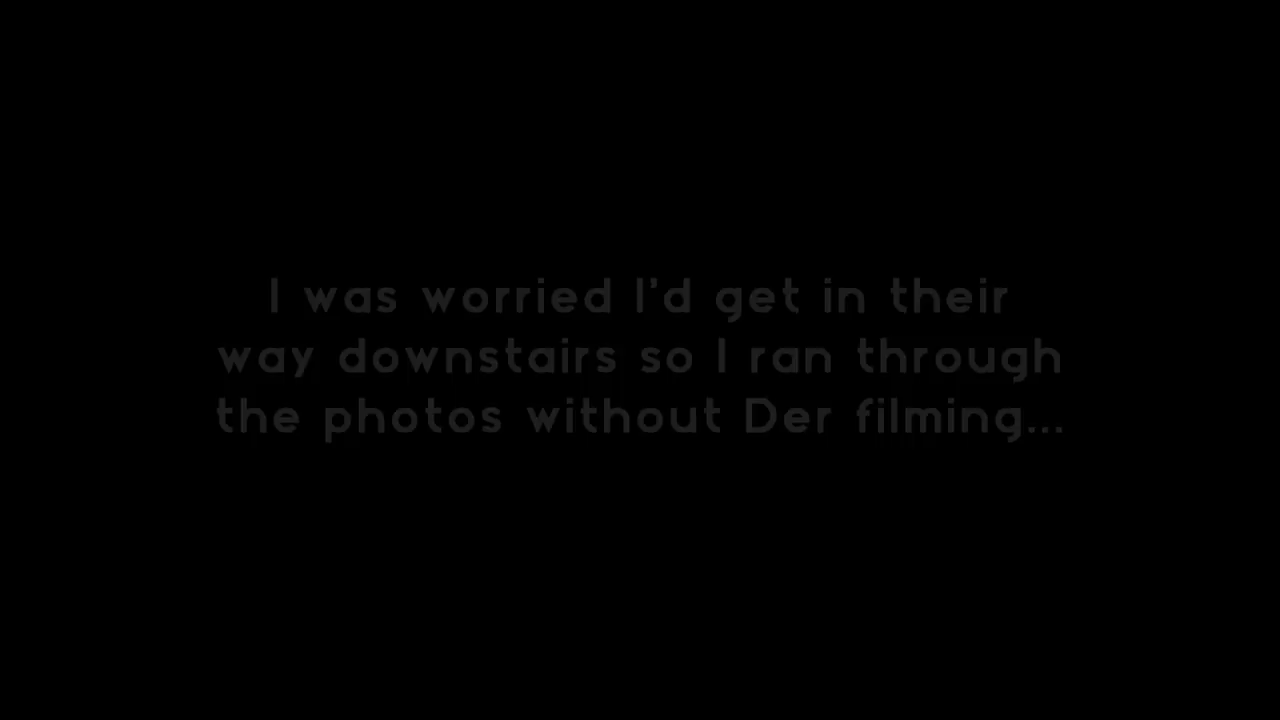 I was worried I'd get in their
way downstairs so I ran through
the photos without Der filming...